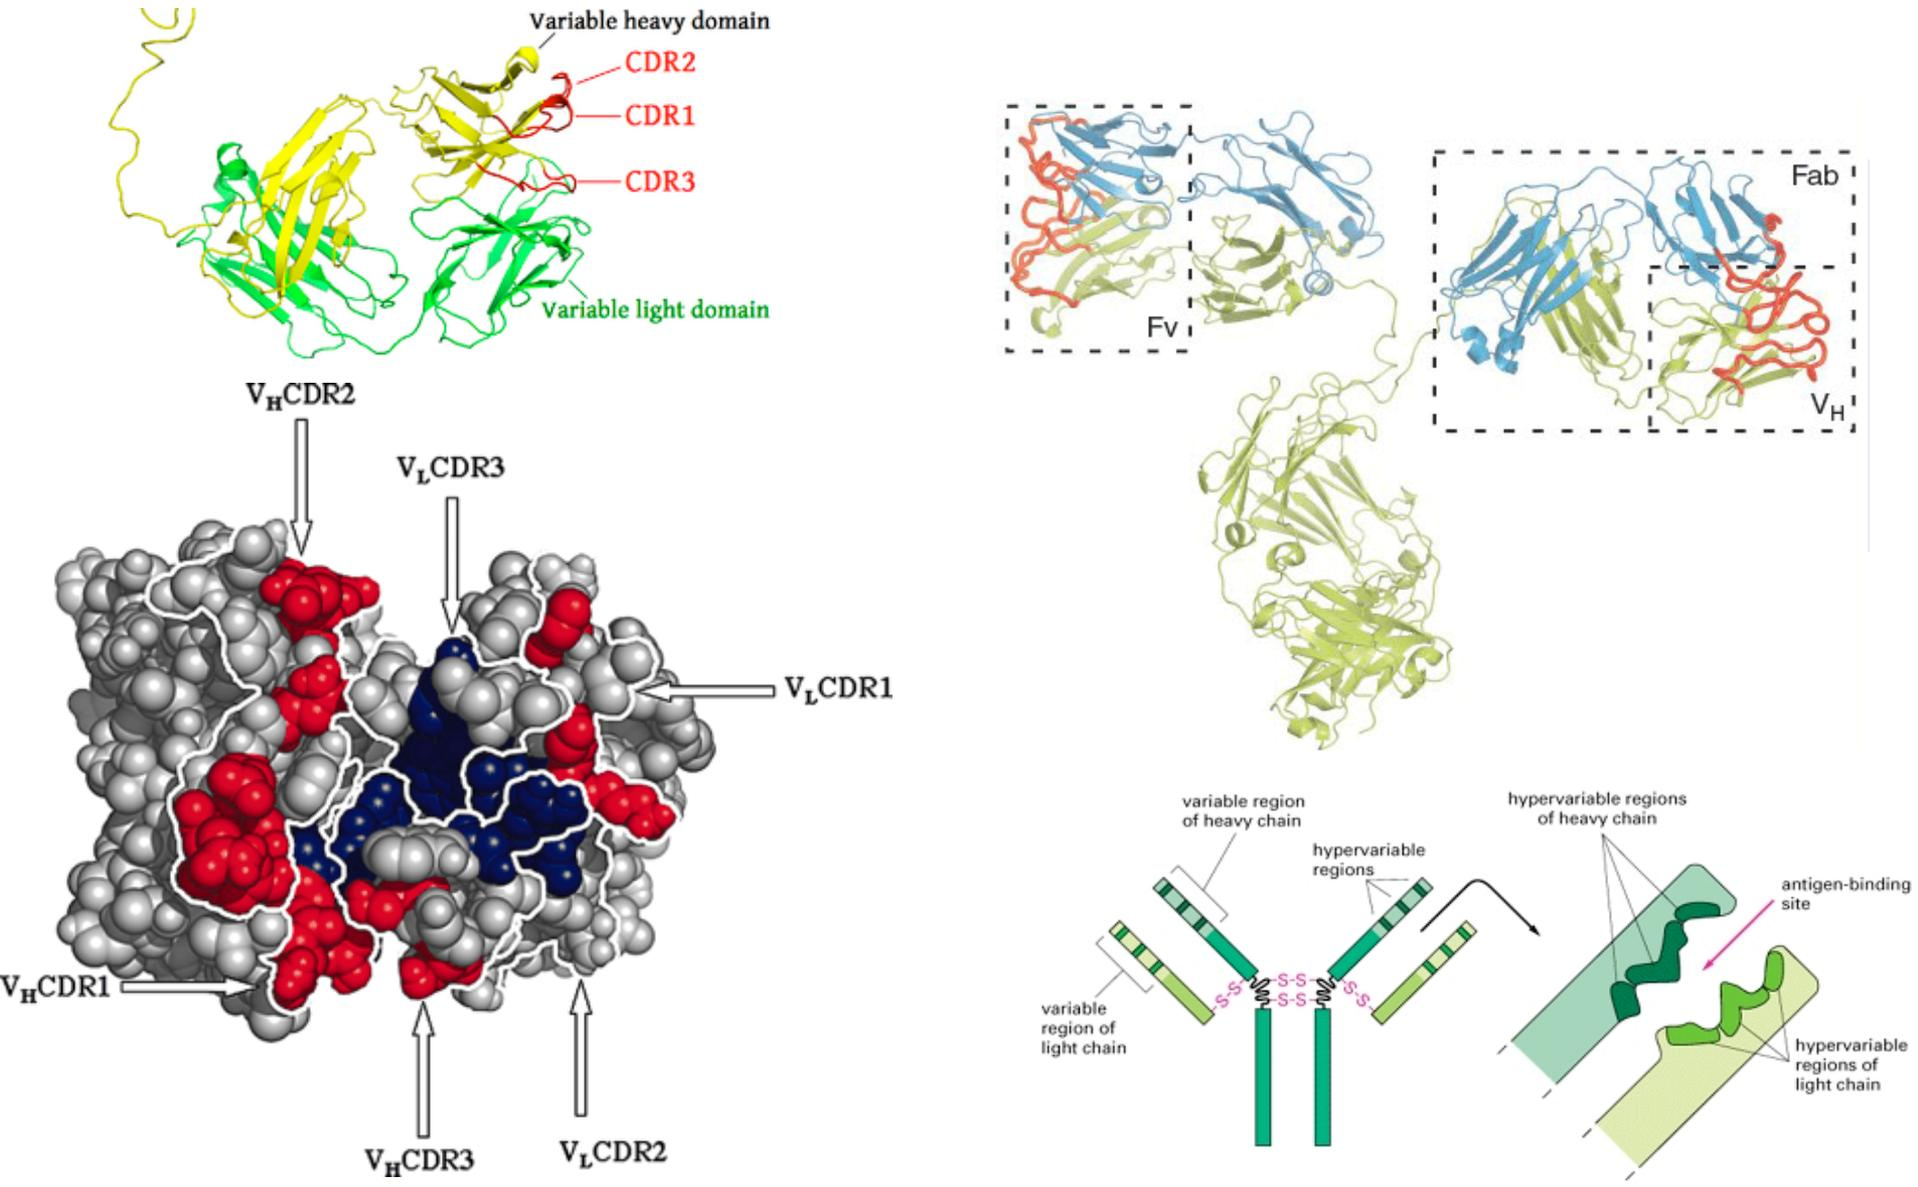 Variable heavy domain
CDR2
CDR1
CDR3
Variable light domain
VHCDR2
VLCDR3
VLCDR1
VHCDR1
VHCDR3
VLCDR2
Fv
Fab
VH
variable region
of heavy chain
hypervariable
regions
variable
region of
light chain
S-S
S-S
S-S
S-S
hypervariable regions
of heavy chain
antigen-binding
site
hypervariable
regions of
light chain